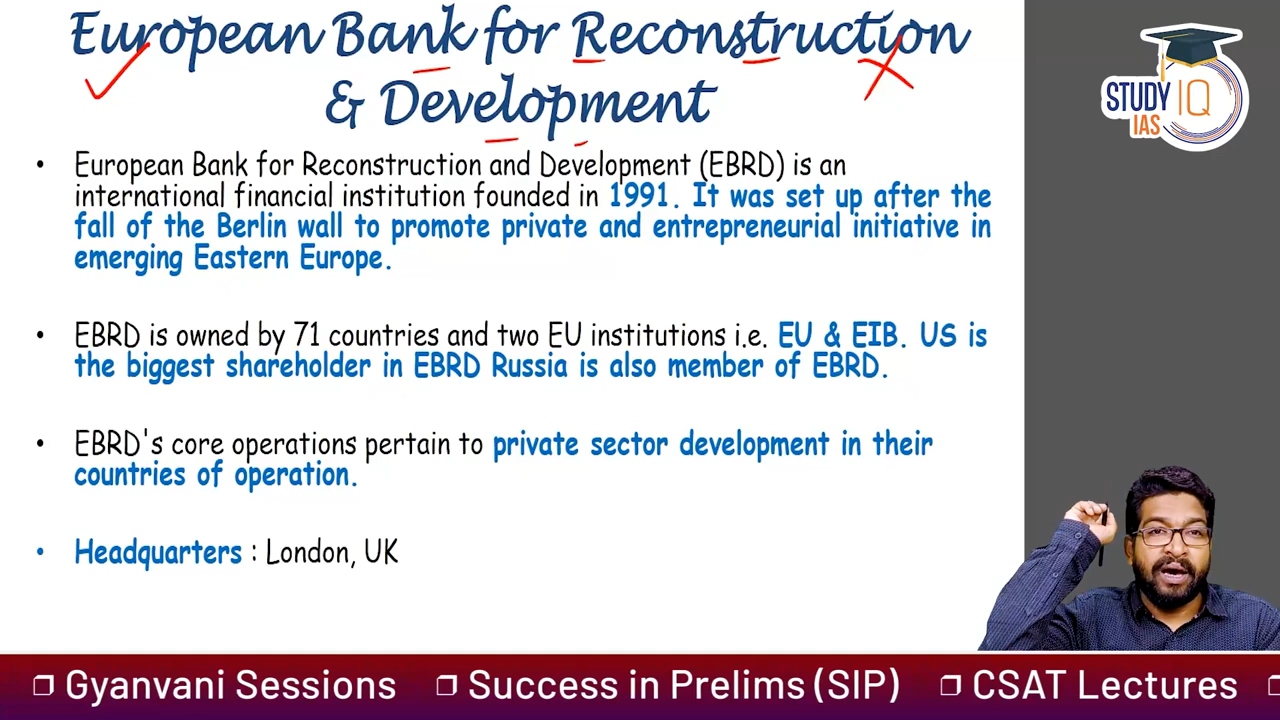 European Bank for Reconstruction
& Development
• European Bank for Reconstruction and Development (EBRD) is an
international financial institution founded in 1991. It was set up after the
fall of the Berlin wall to promote private and entrepreneurial initiative in
emerging Eastern Europe.
• EBRD is owned by 71 countries and two EU institutions i.e. EU & EIB. US is
the biggest shareholder in EBRD Russia is also member of EBRD.
• EBRD's core operations pertain to private sector development in their
countries of operation.
• Headquarters : London, UK
STUDY IQ
IAS
❐ Gyanvani Sessions ❐ Success in Prelims (SIP) ❐ CSAT Lectures ❐